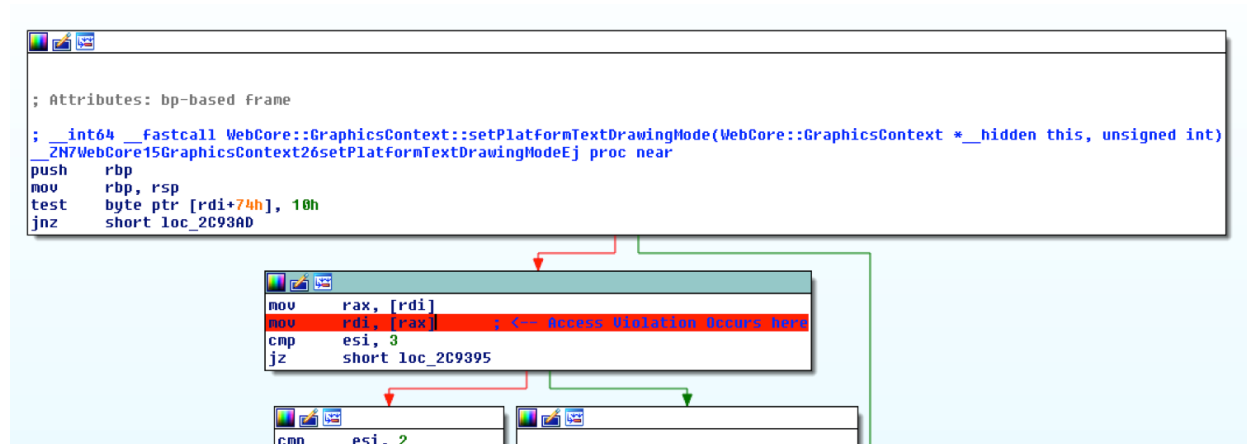 ; Attributes: bp-based frame
; __int64 __fastcall WebCore::GraphicsContext::setPlatformTextDrawingMode(WebCore::GraphicsContext *__hidden this, unsigned int)
__ZN7WebCore15GraphicsContext26setPlatformTextDrawingModeEj proc near
push rbp
mov rbp, rsp
test byte ptr [rdi+74h], 10h
jnz short loc_2C93AD
mov rax, [rdi]
mov rdi, [rax] ; <-- Access Violation Occurs here
cmp esi, 3
jz short loc_2C9395
cmp esi, 2